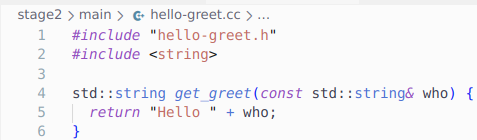 stage2 > main > hello-greet.cc > ...
1 #include "hello-greet.h"
2 #include <string>
3
4 std::string get_greet(const std::string& who) {
5   return "Hello " + who;
6 }